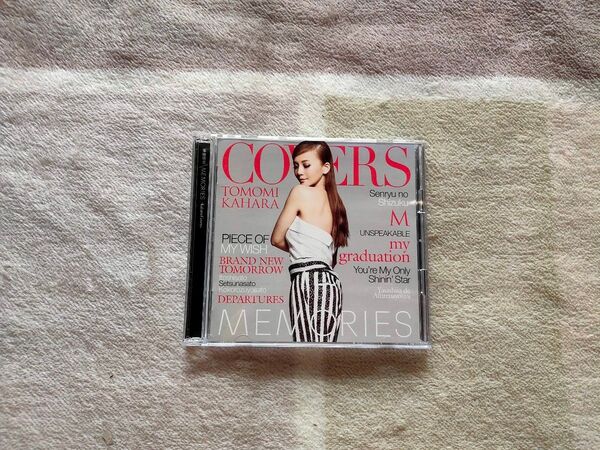 COVERS
TOMOMI
KAHARA
Senryu no
Shizuku
M
UNSPEAKABLE
my
graduation
You're My Only
Shinin' Star
PIECE OF
MY WISH
BRAND NEW
TOMORROW
Setsunasato
DEPARTURES
MEMORIES
MEMORIES